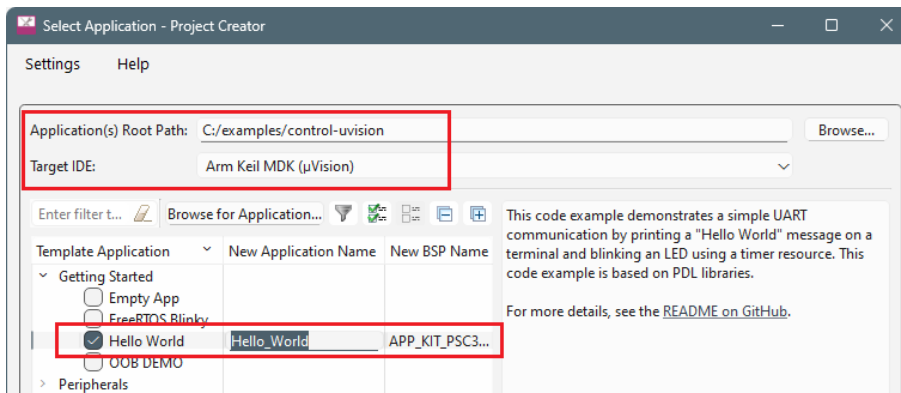 Select Application - Project Creator
Settings Help
Application(s) Root Path: C:/examples/control-uvision Browse...
Target IDE: Arm Keil MDK (µVision)
Enter filter t... Browse for Application...
Template Application New Application Name New BSP Name
Getting Started
Empty App
FreeRTOS Blinky
Hello World Hello_World APP_KIT_PSC3...
OOB DEMO
Peripherals
This code example demonstrates a simple UART
communication by printing a "Hello World" message on a
terminal and blinking an LED using a timer resource. This
code example is based on PDL libraries.
For more details, see the README on GitHub.